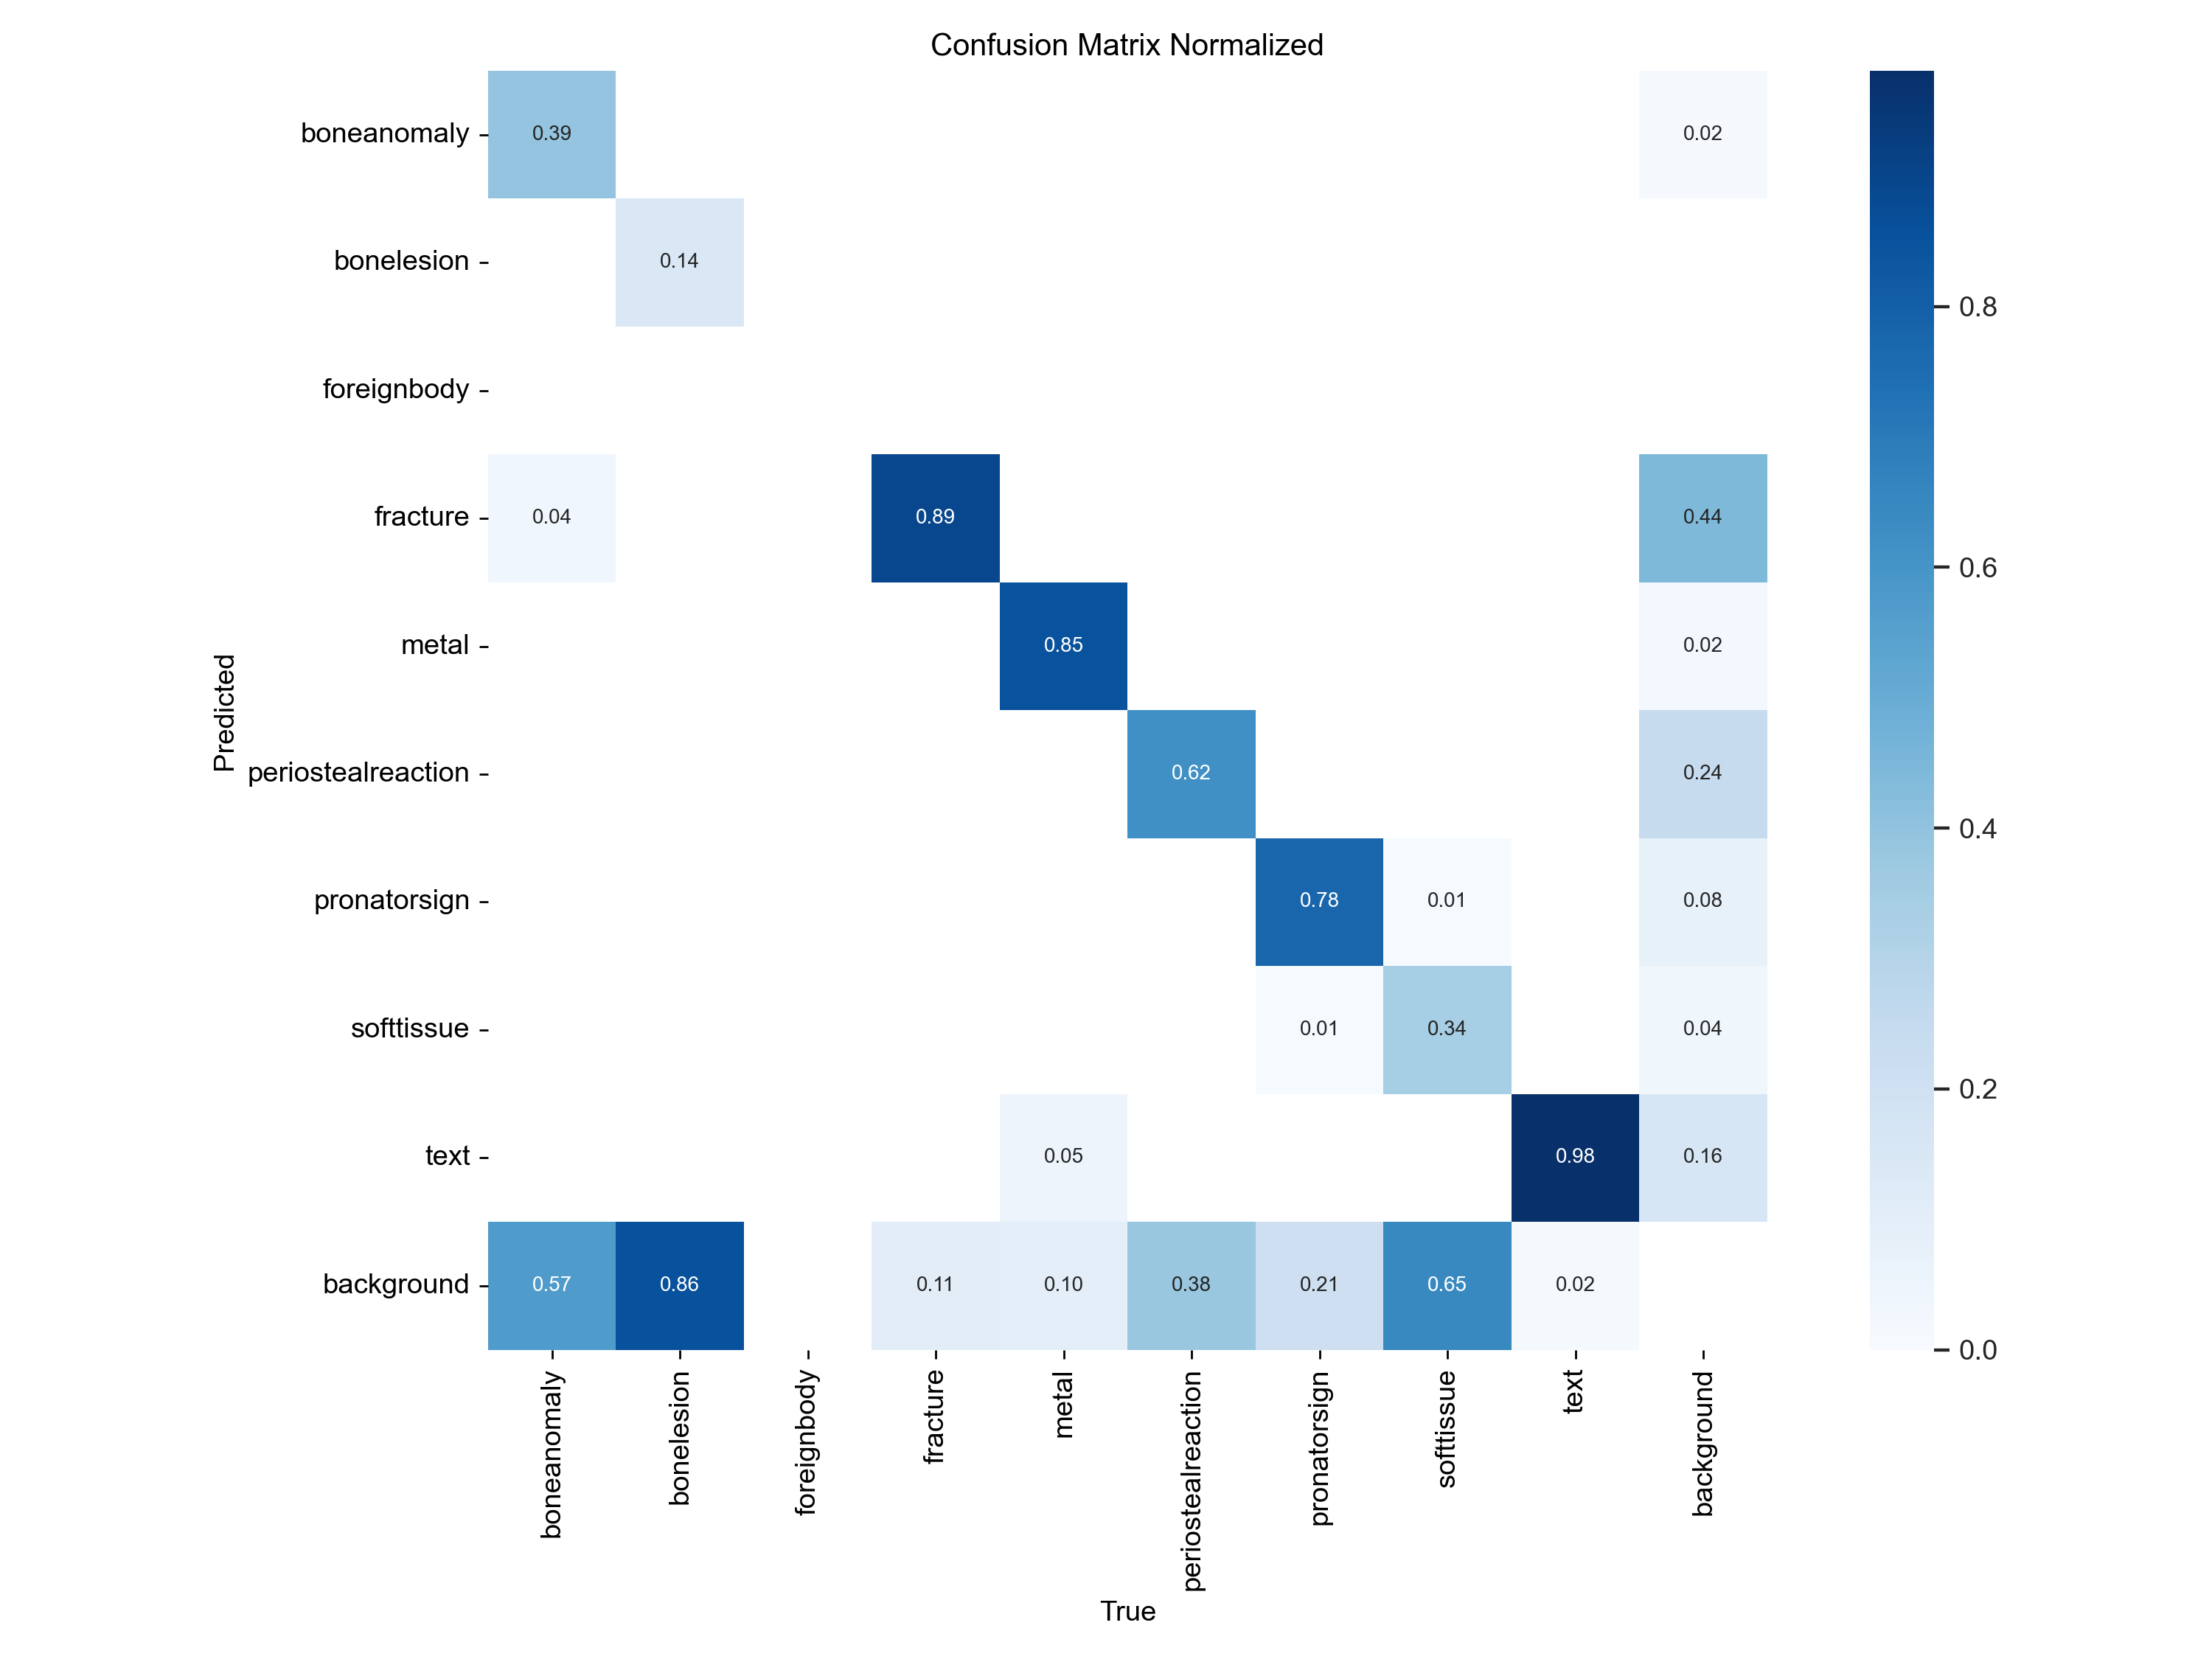 Confusion Matrix Normalized
boneanomaly
0.39
0.02
bonelesion
0.14
foreignbody
fracture
0.04
0.89
0.44
metal
0.85
0.02
periostealreaction
0.62
0.24
pronatorsign
0.78
0.01
0.08
softtissue
0.01
0.34
0.04
text
0.05
0.98
0.16
background
0.57
0.86
0.11
0.10
0.38
0.21
0.65
0.02
Predicted
boneanomaly
bonelesion
foreignbody
fracture
metal
periostealreaction
pronatorsign
softtissue
text
background
True
0.8
0.6
0.4
0.2
0.0